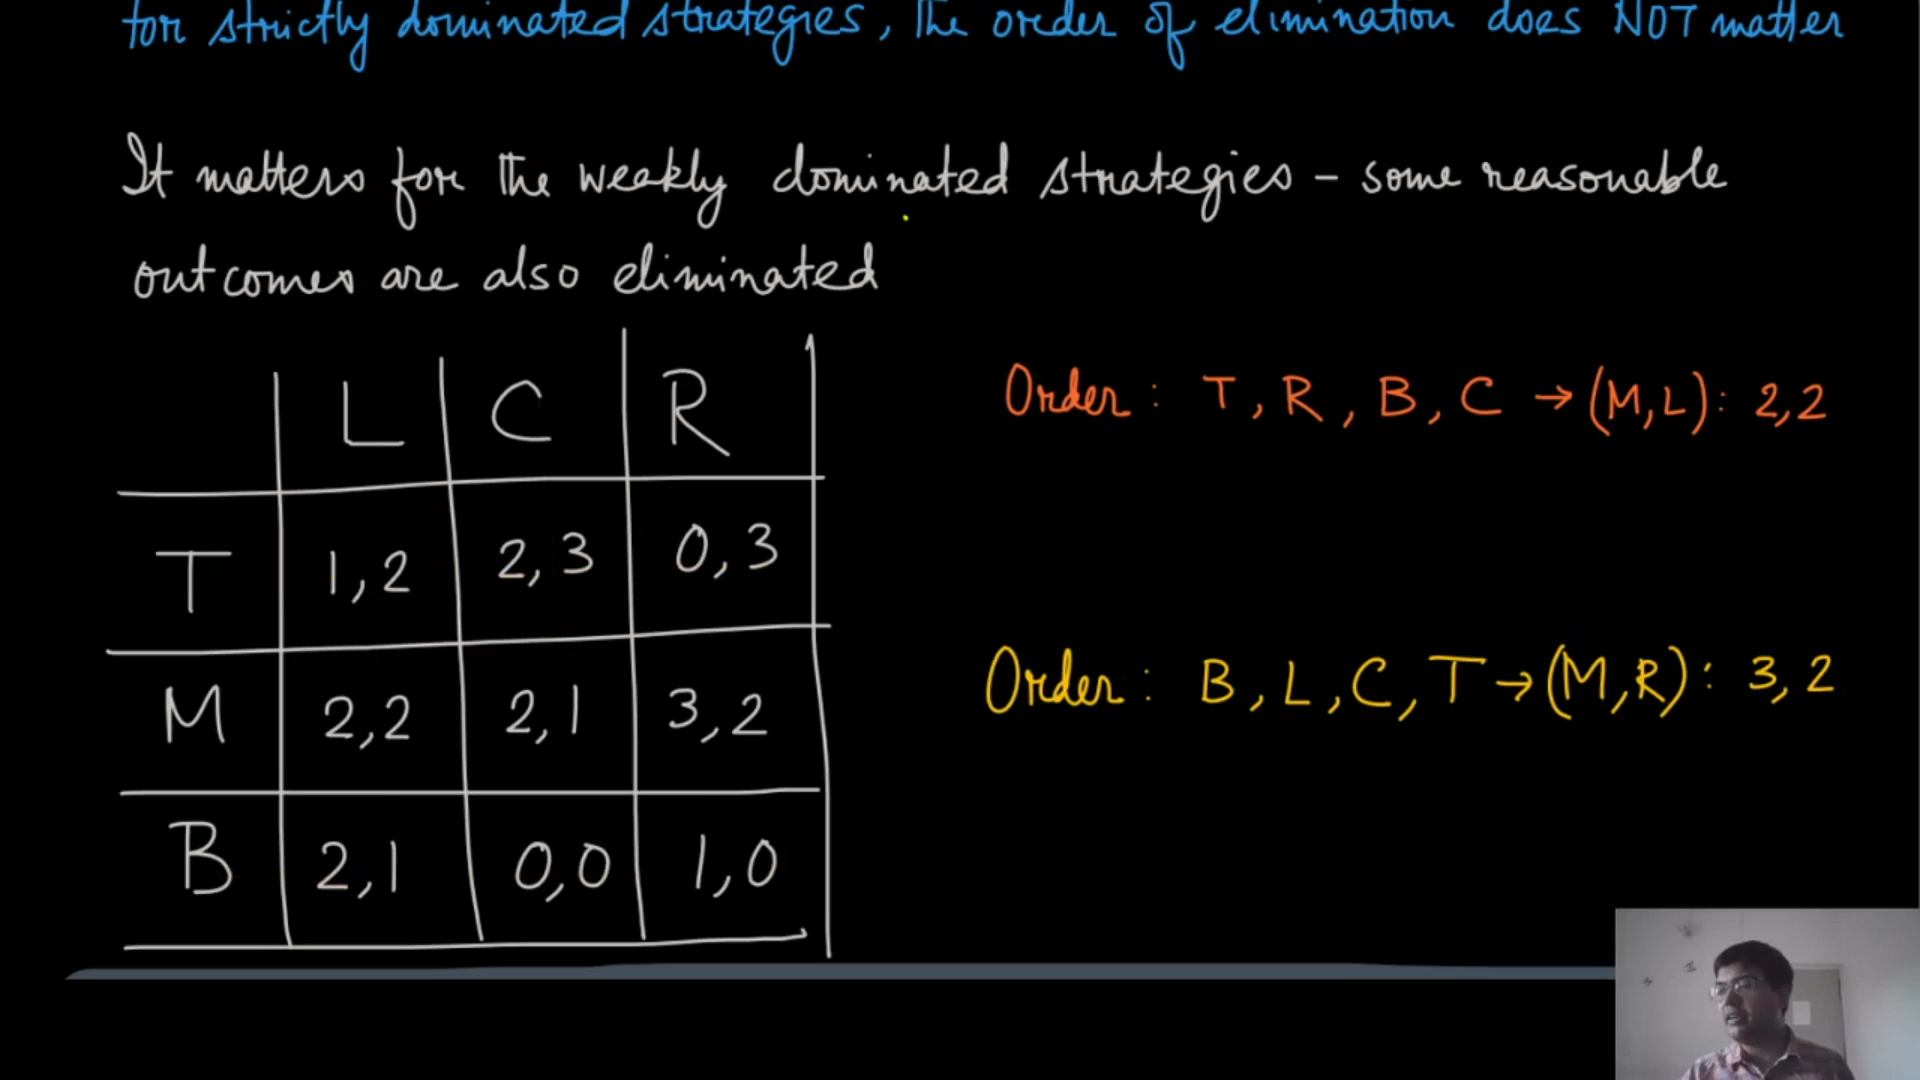 for strictly dominated strategies, the order of elimination does NOT matter
It matters for the weakly dominated strategies - some reasonable
outcomes are also eliminated
L C R
T 1,2 2,3 0,3
M 2,2 2,1 3,2
B 2,1 0,0 1,0
Order : T, R, B, C → (M,L): 2,2
Order : B, L, C, T → (M,R): 3,2